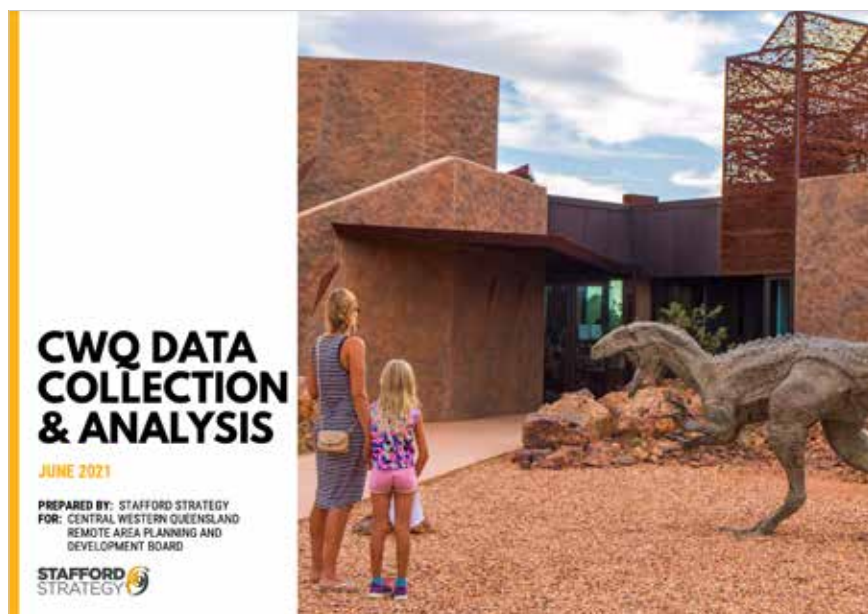 CWQ DATA
COLLECTION
& ANALYSIS
JUNE 2021
PREPARED BY: STAFFORD STRATEGY
FOR: CENTRAL WESTERN QUEENSLAND
REMOTE AREA PLANNING AND
DEVELOPMENT BOARD
STAFFORD
STRATEGY